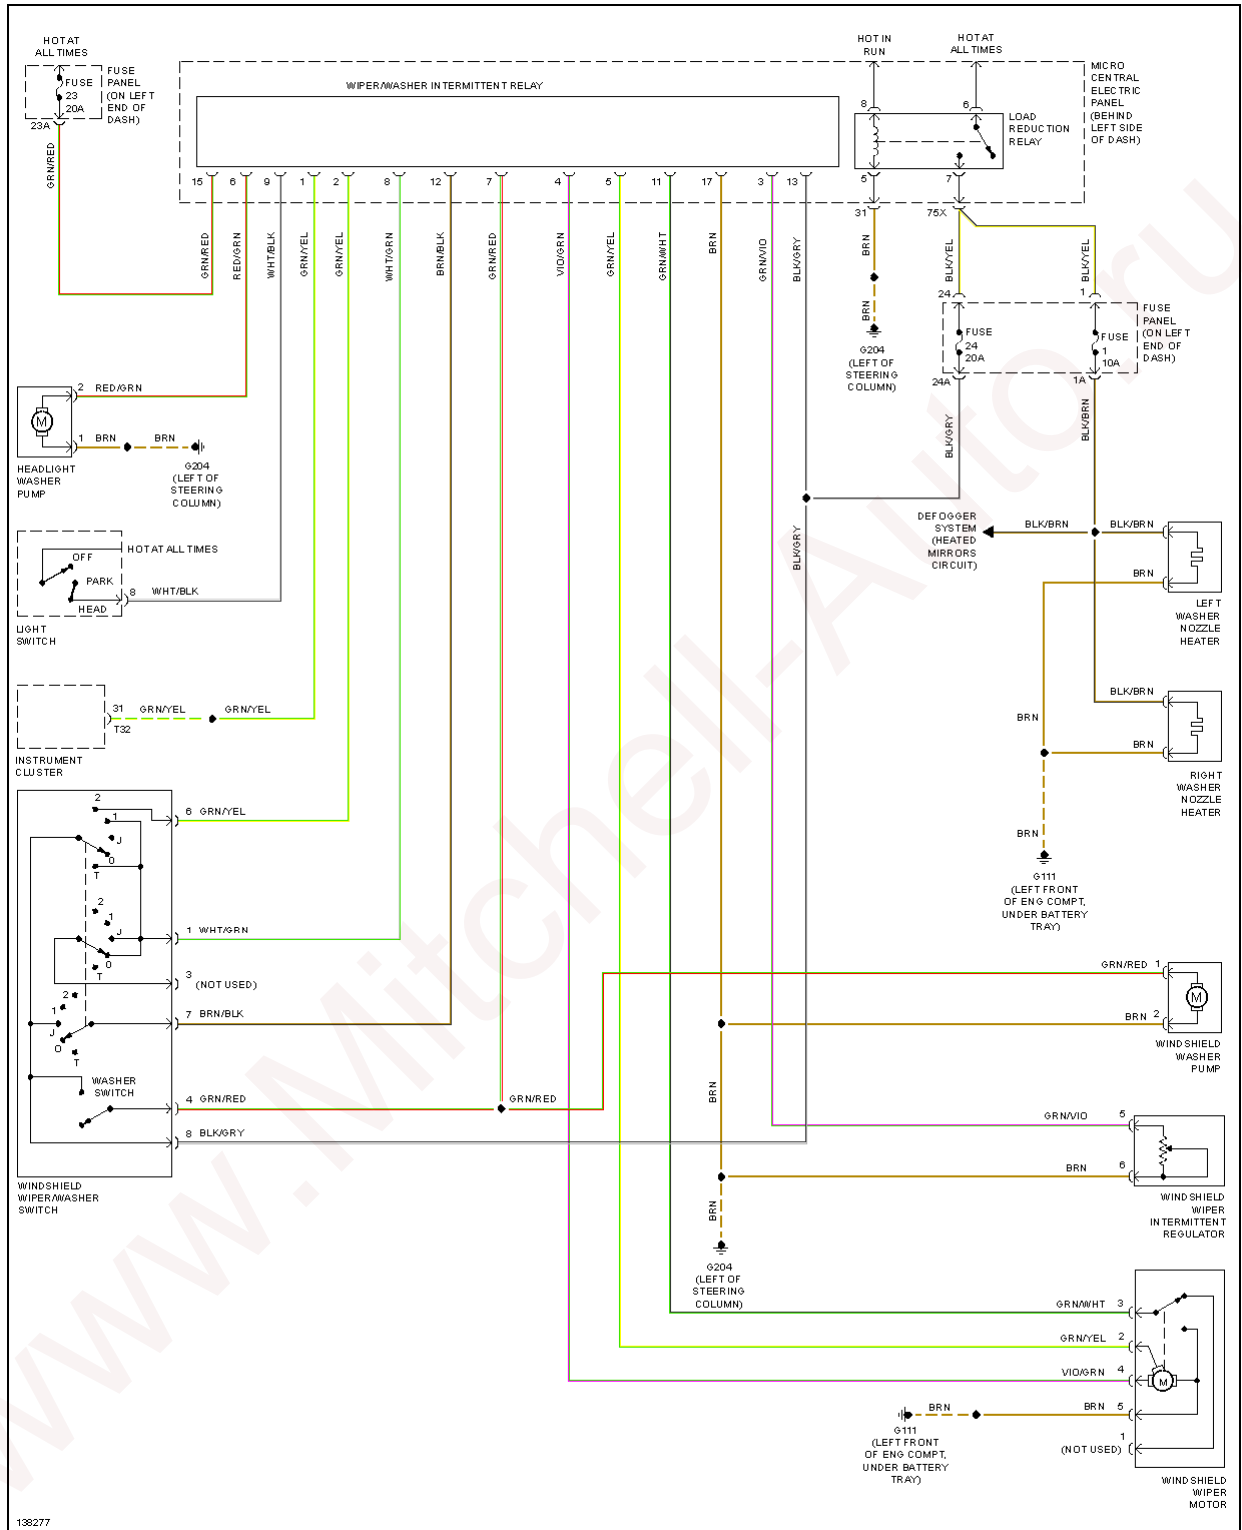 HOT AT
ALL TIMES
FUSE
23
20A
FUSE
PANEL
(ON LEFT
END OF
DASH)
23A
GRN/RED
WIPER/WASHER INTERMITTENT RELAY
HOT IN
RUN
HOT AT
ALL TIMES
8
6
LOAD
REDUCTION
RELAY
MICRO
CENTRAL
ELECTRIC
PANEL
(BEHIND
LEFT SIDE
OF DASH)
15
6
9
1
2
8
12
7
4
5
11
17
3
13
5
7
31
75X
GRN/RED
RED/GRN
WHT/BLK
GRN/YEL
GRN/YEL
WHT/GRN
BRN/BLK
GRN/RED
VIO/GRN
GRN/YEL
GRN/WHT
BRN
GRN/VIO
BLK/GRY
BRN
BLK/YEL
BLK/YEL
BRN
24
1
FUSE
24
20A
FUSE
1
10A
FUSE
PANEL
(ON LEFT
END OF
DASH)
G204
(LEFT OF
STEERING
COLUMN)
24A
1A
BLK/GRY
BLK/BRN
2 RED/GRN
M
1 BRN
BRN
HEADLIGHT
WASHER
PUMP
G204
(LEFT OF
STEERING
COLUMN)
HOT AT ALL TIMES
OFF
PARK
HEAD
8 WHT/BLK
LIGHT
SWITCH
BLK/GRY
DEFOGGER
SYSTEM
(HEATED
MIRRORS
CIRCUIT)
BLK/BRN
BLK/BRN
BRN
LEFT
WASHER
NOZZLE
HEATER
31 GRN/YEL
GRN/YEL
T32
INSTRUMENT
CLUSTER
BLK/BRN
BRN
BRN
RIGHT
WASHER
NOZZLE
HEATER
BRN
G111
(LEFT FRONT
OF ENG COMPT,
UNDER BATTERY
TRAY)
2
1
J
0
T
6 GRN/YEL
2
1
J
0
T
1 WHT/GRN
3
(NOT USED)
2
1
J
0
T
7 BRN/BLK
WASHER
SWITCH
4 GRN/RED
GRN/RED
8 BLK/GRY
WINDSHIELD
WIPER/WASHER
SWITCH
GRN/RED 1
M
BRN 2
WINDSHIELD
WASHER
PUMP
BRN
GRN/VIO 5
BRN 6
WINDSHIELD
WIPER
INTERMITTENT
REGULATOR
BRN
G204
(LEFT OF
STEERING
COLUMN)
GRN/WHT 3
GRN/YEL 2
VIO/GRN 4
M
BRN
BRN 5
G111
(LEFT FRONT
OF ENG COMPT,
UNDER BATTERY
TRAY)
1
(NOT USED)
WINDSHIELD
WIPER
MOTOR
138277
www.Mitchell-Auto.ru